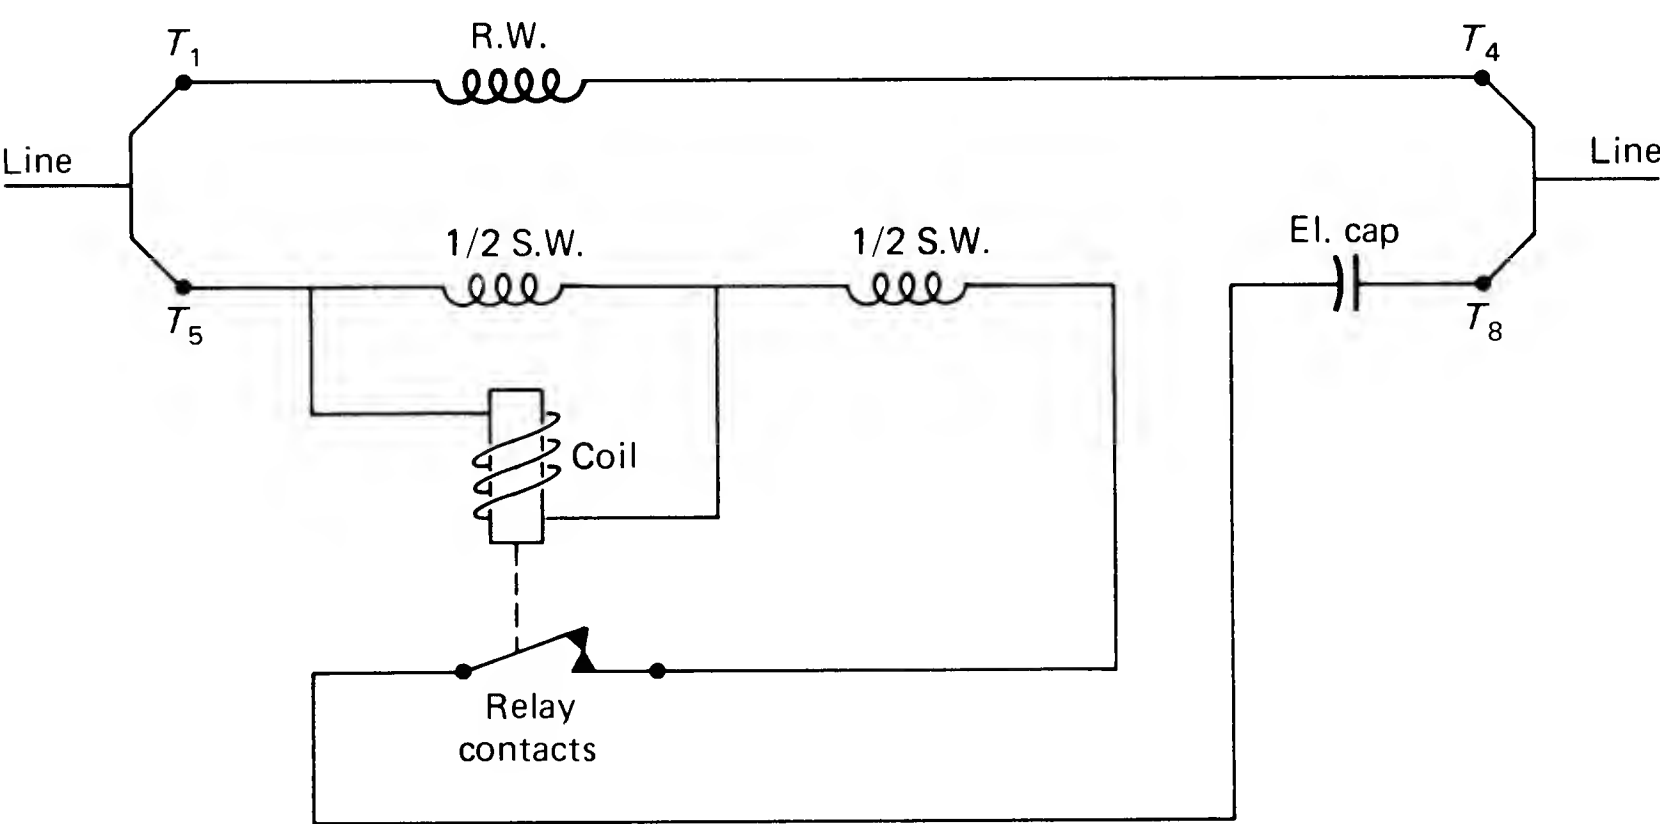 T1
R.W.
T4
Line
Line
1/2 S.W.
1/2 S.W.
El. cap
T5
T8
Coil
Relay
contacts